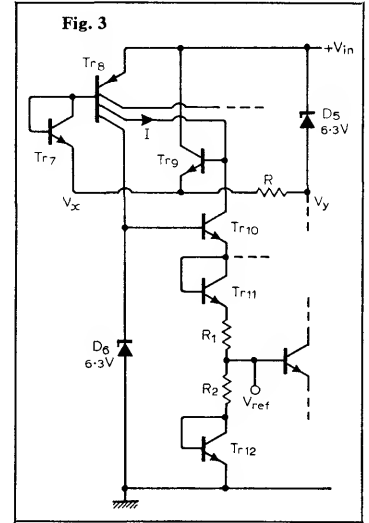 Fig. 3
+Vin
Tr8
D5
6·3V
I
Tr7
Tr9
R
Vx
Vy
Tr10
Tr11
D6
6·3V
R1
R2
Vref
Tr12